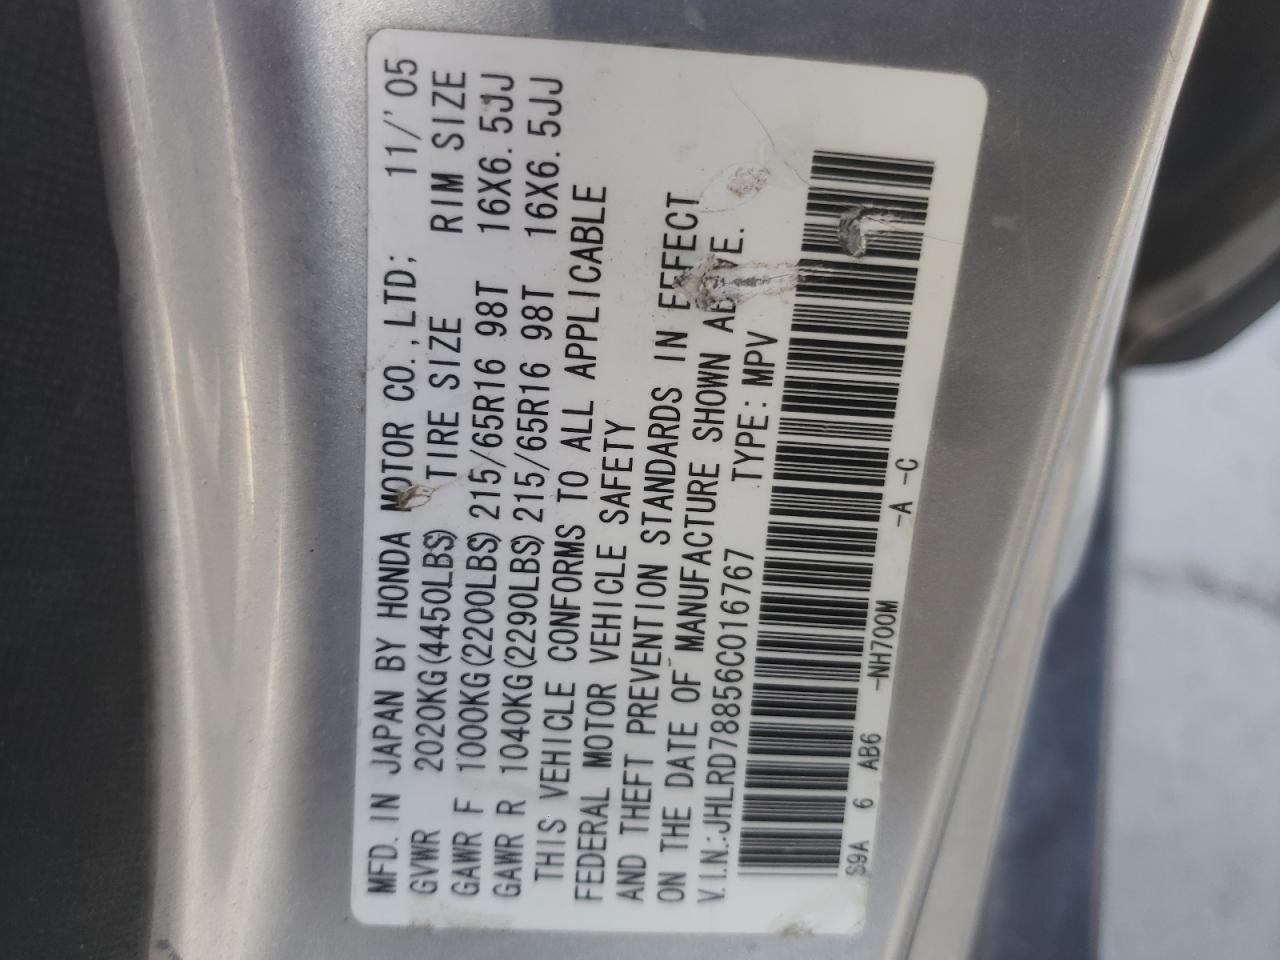 MFD. IN JAPAN BY HONDA MOTOR CO., LTD; 11/'05
GVWR 2020KG(4450LBS) TIRE SIZE RIM SIZE
GAWR F 1000KG(2200LBS) 215/65R16 98T 16X6.5JJ
GAWR R 1040KG(2290LBS) 215/65R16 98T 16X6.5JJ
THIS VEHICLE CONFORMS TO ALL APPLICABLE
FEDERAL MOTOR VEHICLE SAFETY
AND THEFT PREVENTION STANDARDS IN EFFECT
ON THE DATE OF MANUFACTURE SHOWN ABOVE.
V.I.N.:JHLRD78856C016767 TYPE:MPV
S9A 6 AB6 -NH700M -A -C